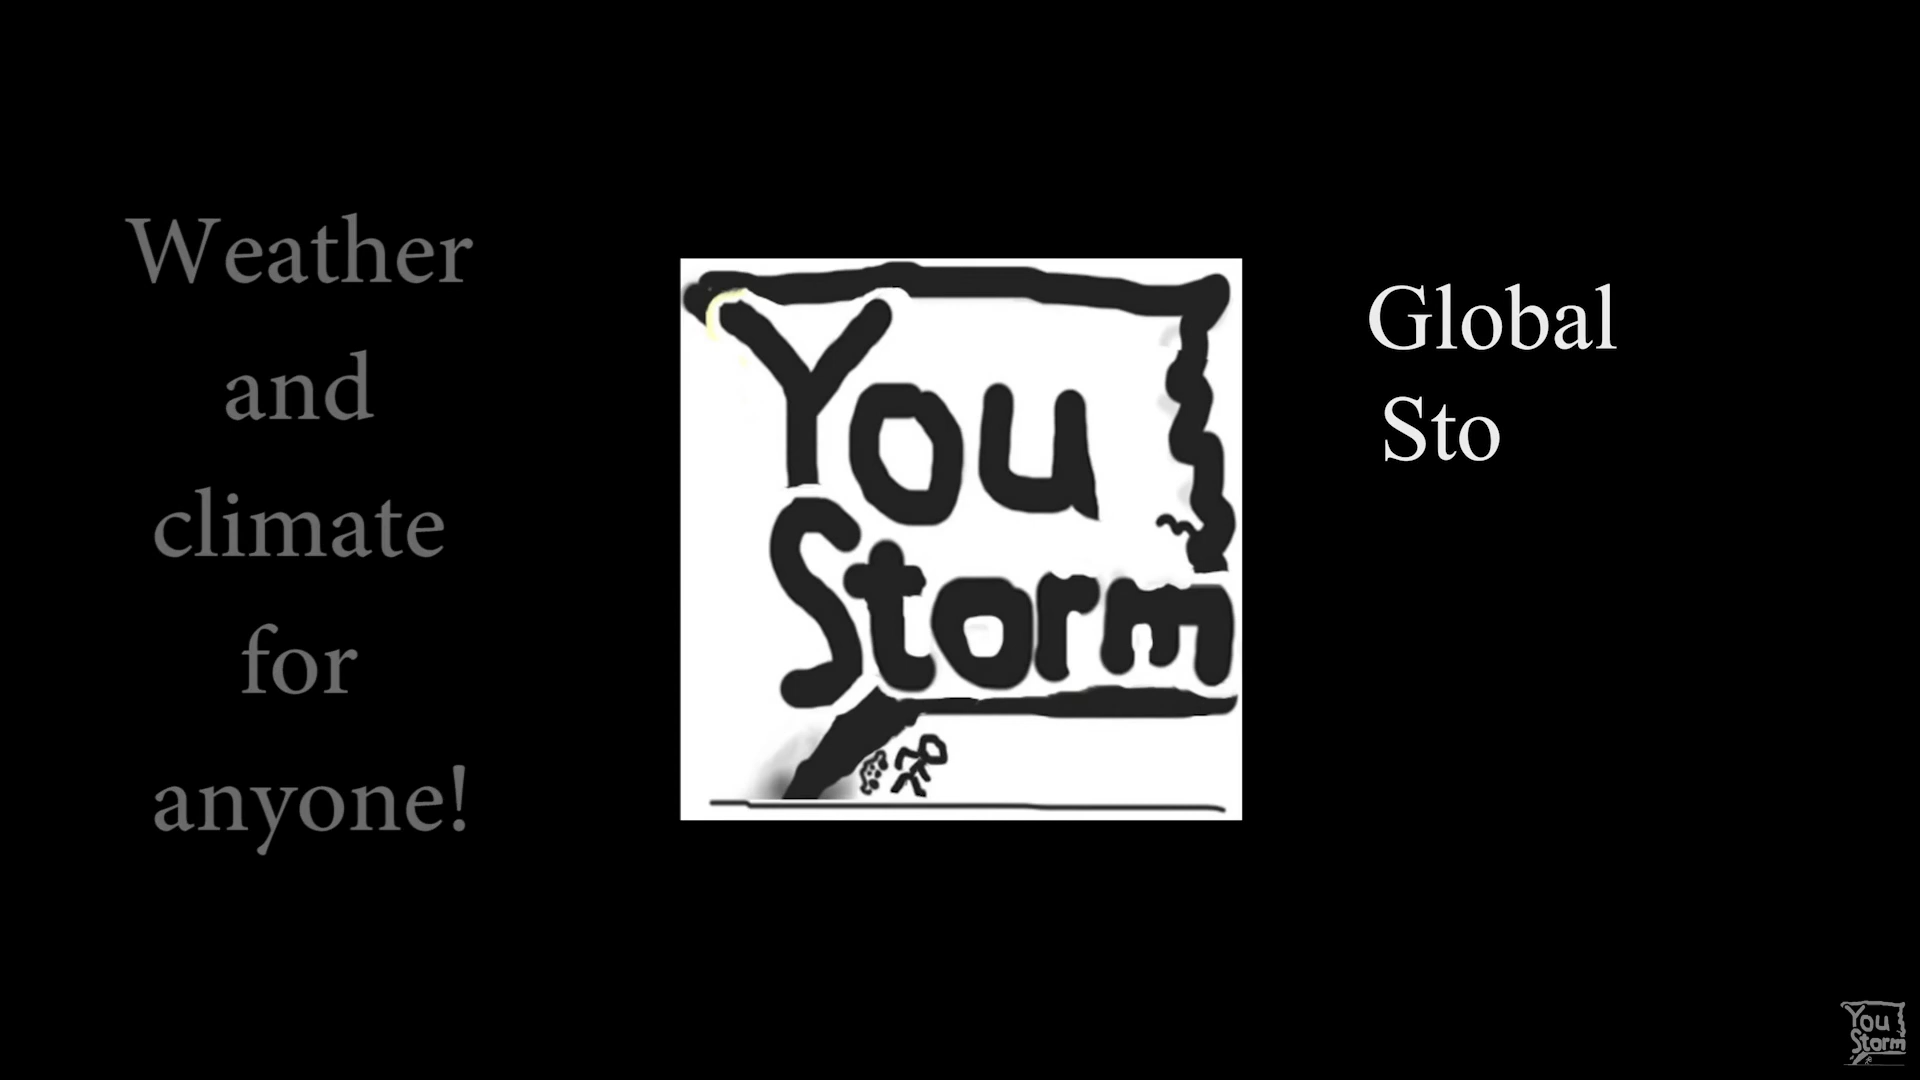 Weather
and
climate
for
anyone!
You
Storm
Global
Sto
You
Storm